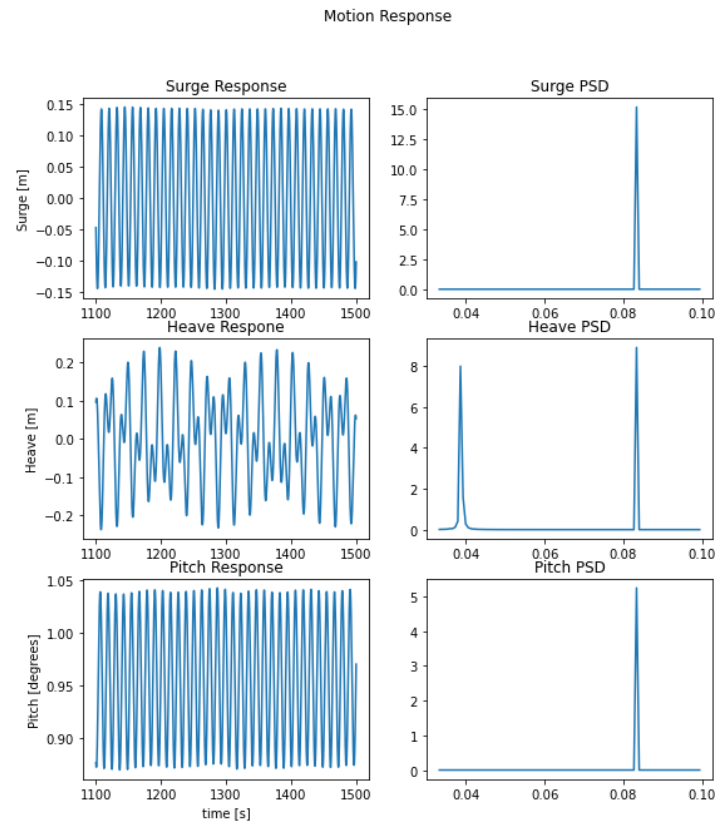 Motion Response
Surge Response
Surge PSD
Surge [m]
0.15
0.10
0.05
0.00
−0.05
−0.10
−0.15
1100 1200 1300 1400 1500
15.0
12.5
10.0
7.5
5.0
2.5
0.0
0.04 0.06 0.08 0.10
Heave Respone
Heave PSD
Heave [m]
0.2
0.1
0.0
−0.1
−0.2
1100 1200 1300 1400 1500
8
6
4
2
0
0.04 0.06 0.08 0.10
Pitch Response
Pitch PSD
Pitch [degrees]
1.05
1.00
0.95
0.90
1100 1200 1300 1400 1500
time [s]
5
4
3
2
1
0
0.04 0.06 0.08 0.10